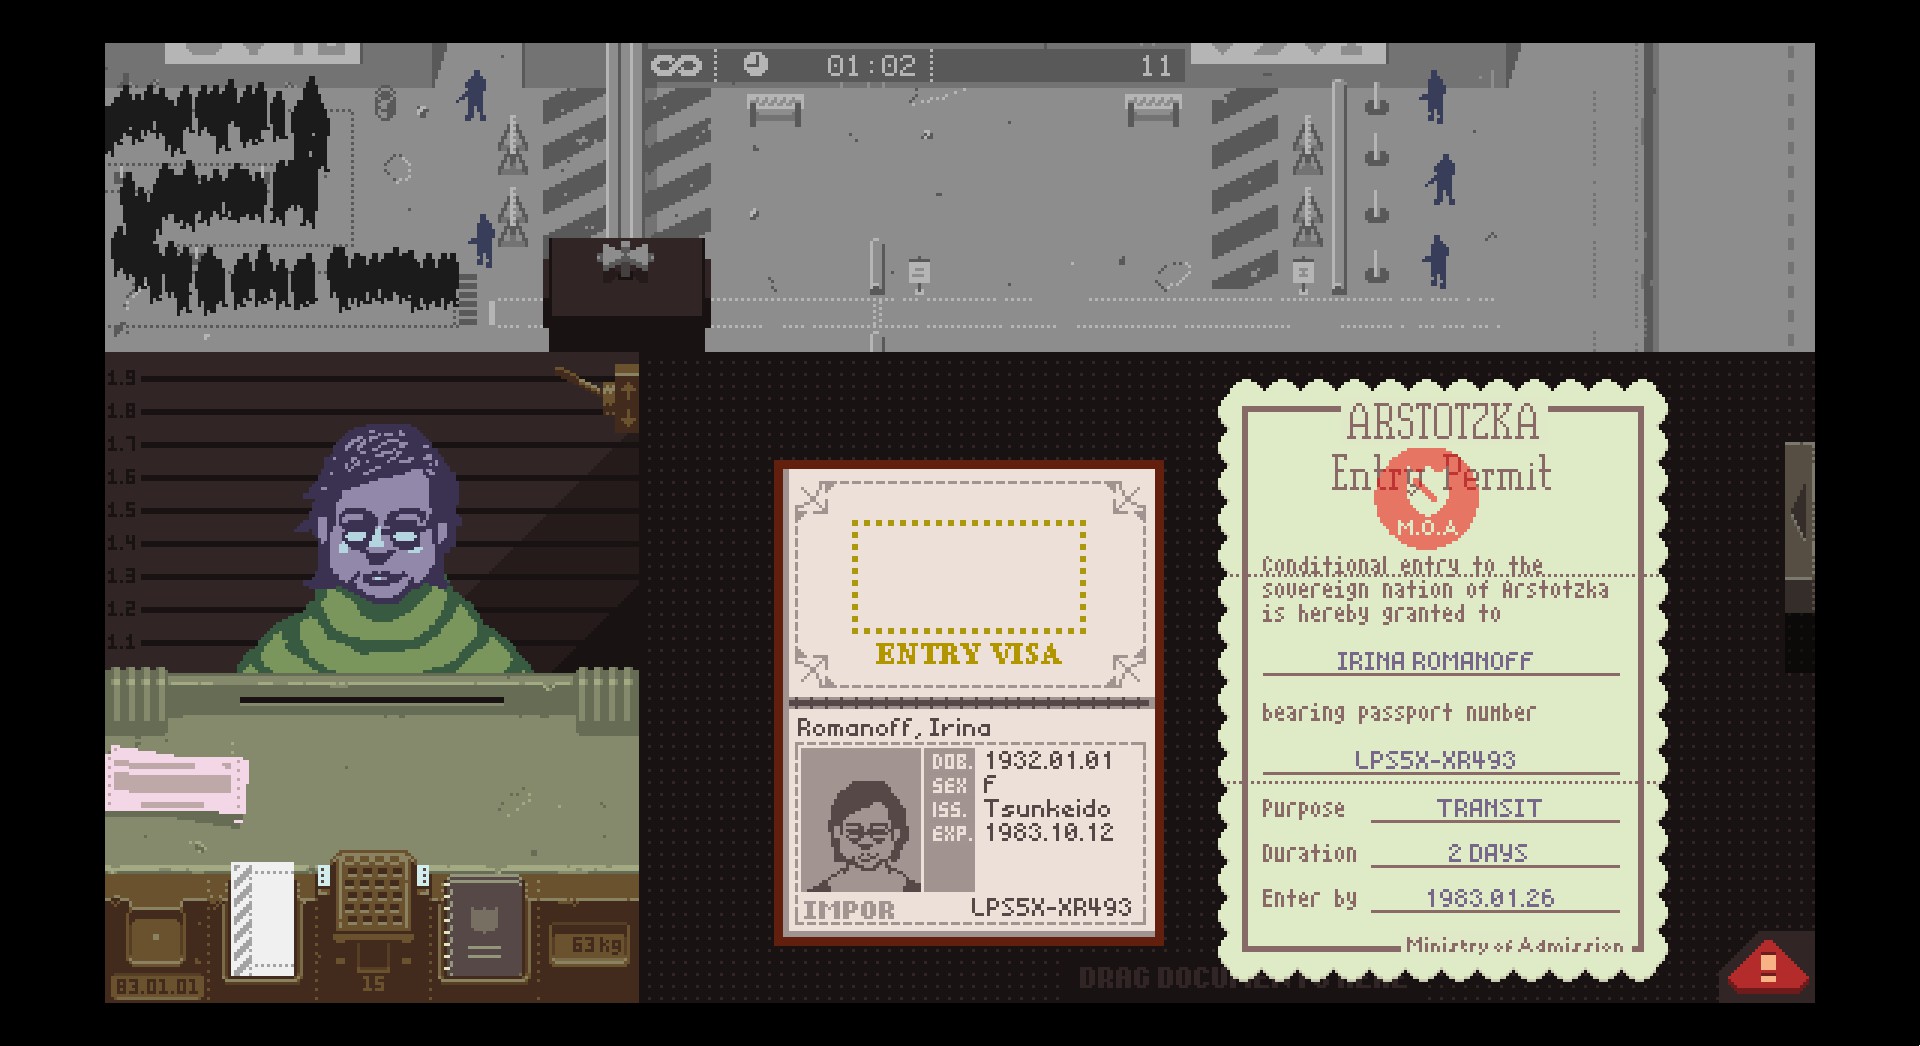 01:02
11
1.9
1.8
1.7
1.6
1.5
1.4
1.3
1.2
1.1
ENTRY VISA
Romanoff, Irina
DOB. 1932.01.01
SEX F
ISS. Tsunkeido
EXP. 1983.10.12
IMPOR LPS5X-XR493
ARSTOTZKA
Entry Permit
M.O.A
Conditional entry to the
sovereign nation of Arstotzka
is hereby granted to
IRINA ROMANOFF
bearing passport number
LPS5X-XR493
Purpose TRANSIT
Duration 2 DAYS
Enter by 1983.01.26
Ministry of Admission
63 kg
83.01.01
15